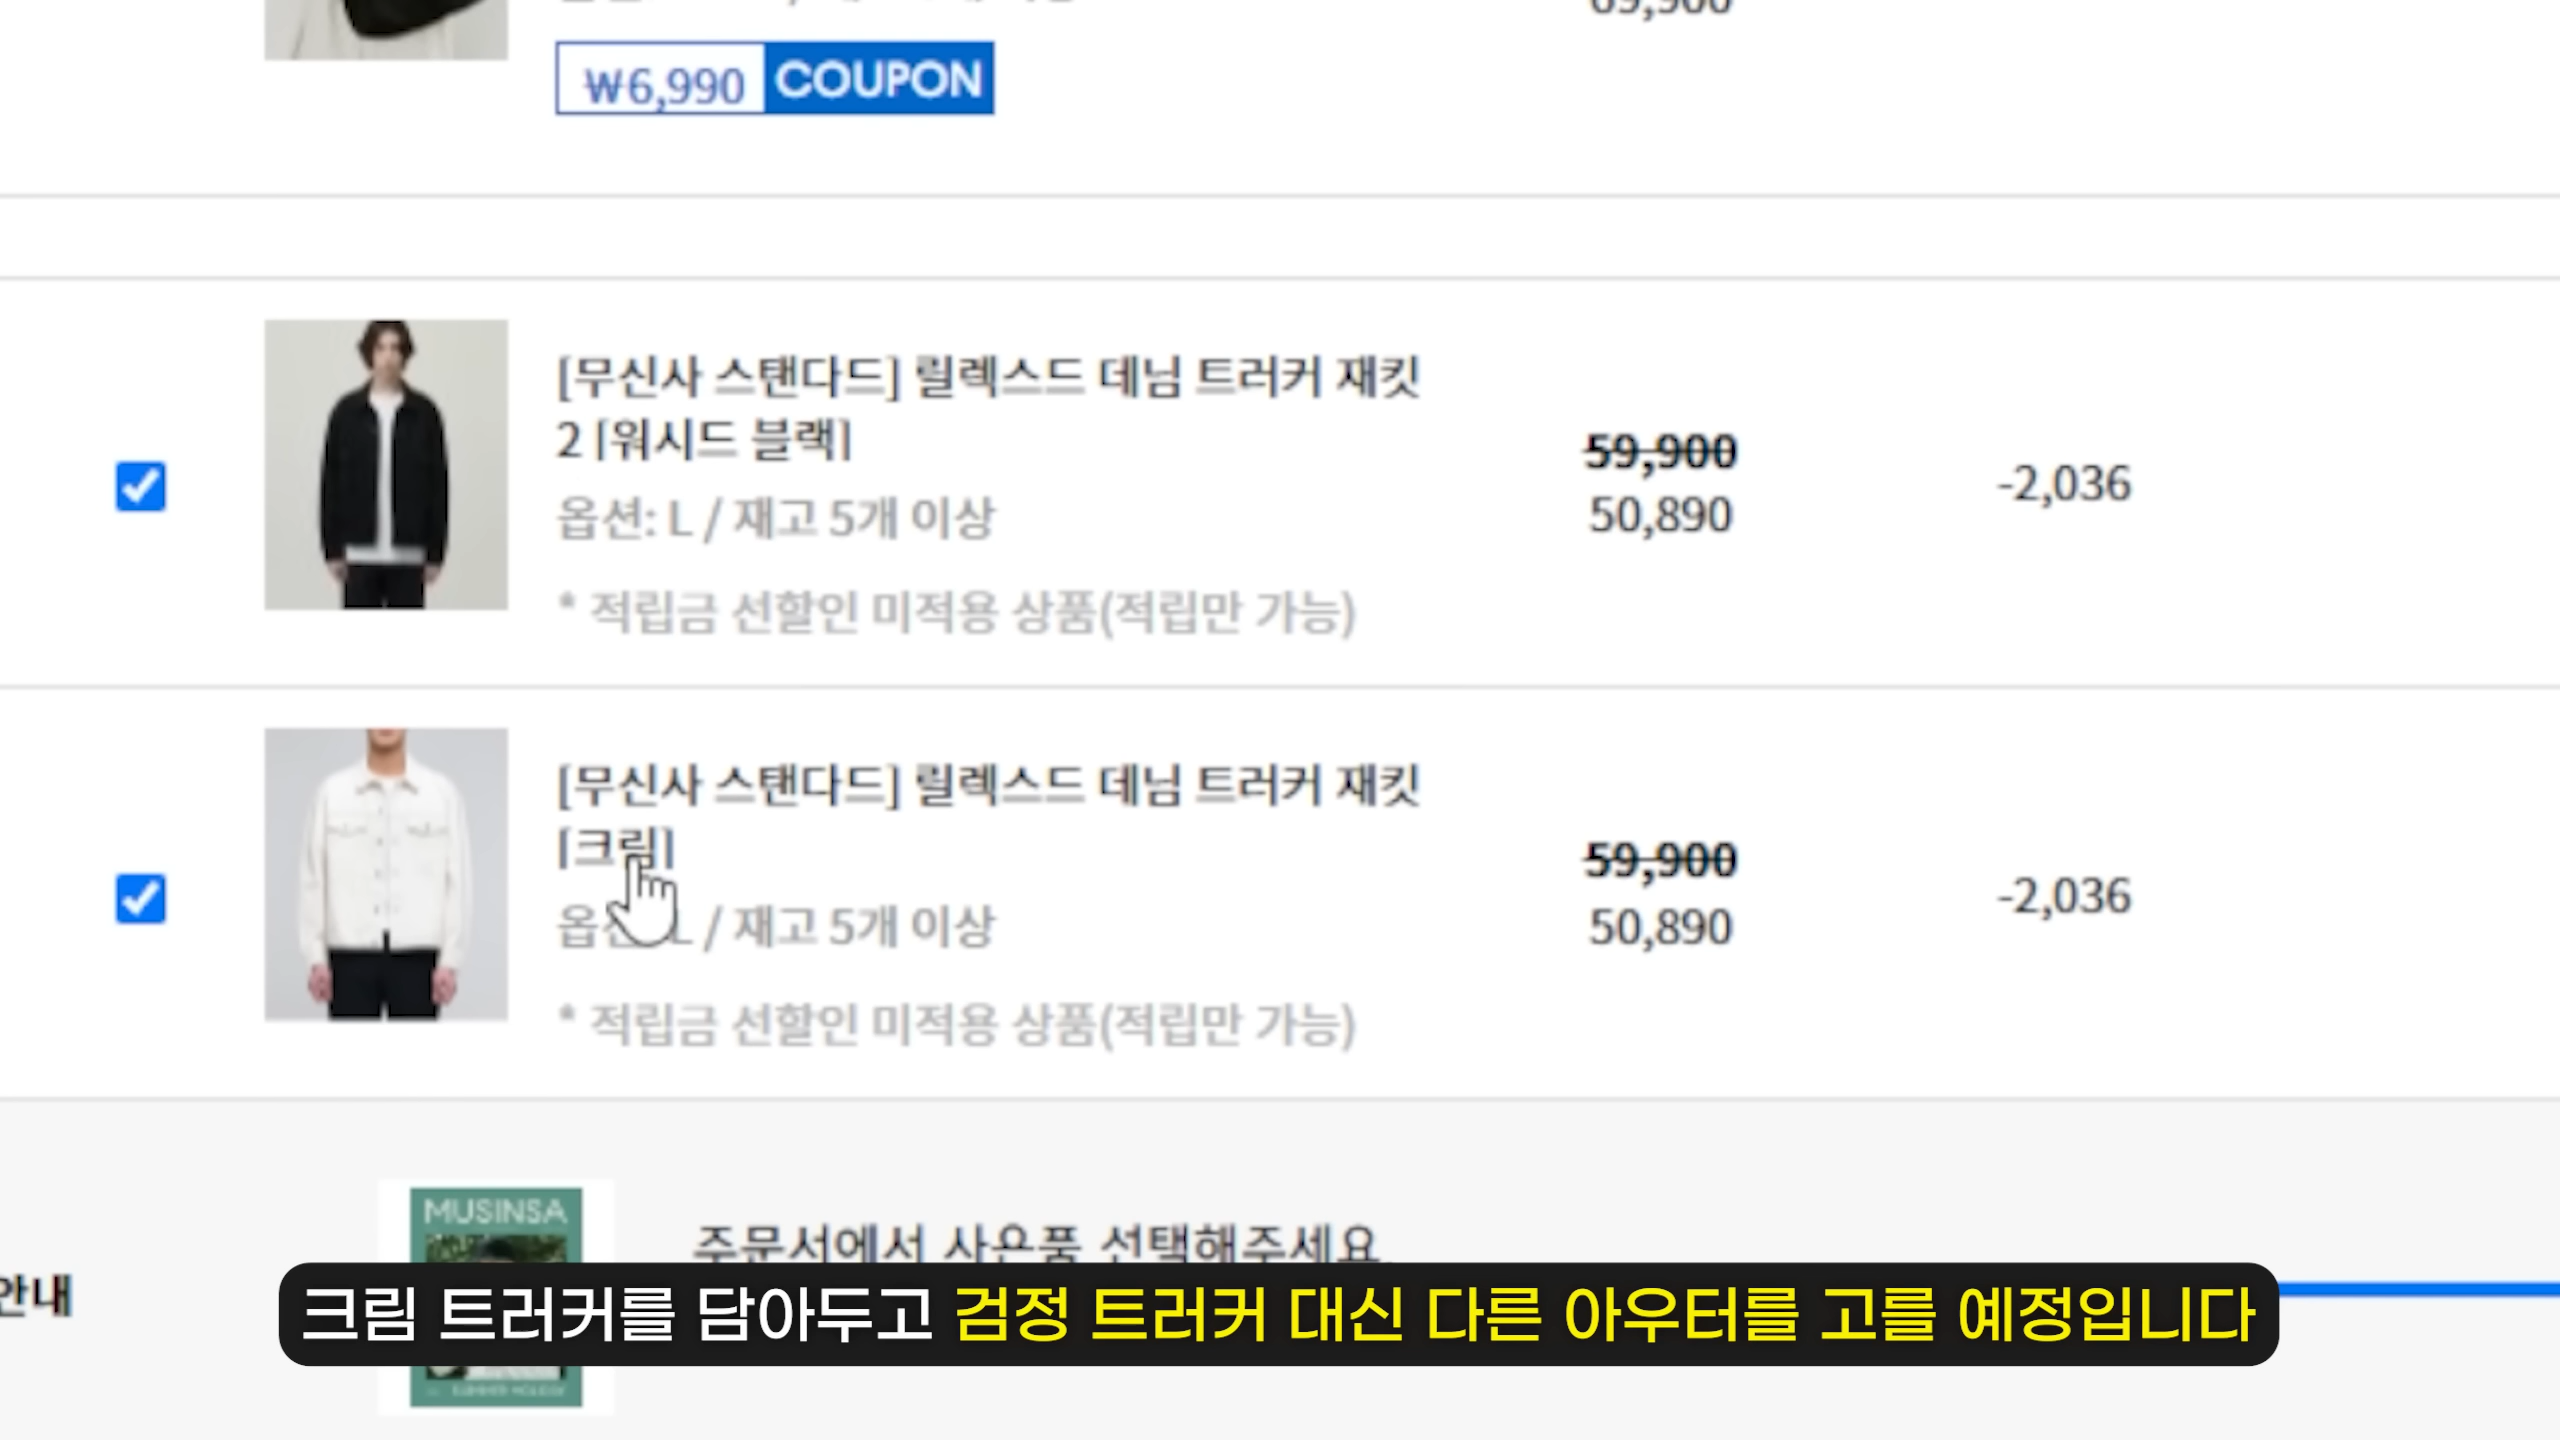 69,900
₩6,990 COUPON
[무신사 스탠다드] 릴렉스드 데님 트러커 재킷
2 [워시드 블랙]
옵션: L / 재고 5개 이상
* 적립금 선할인 미적용 상품(적립만 가능)
59,900
50,890
-2,036
[무신사 스탠다드] 릴렉스드 데님 트러커 재킷
[크림]
L / 재고 5개 이상
* 적립금 선할인 미적용 상품(적립만 가능)
59,900
50,890
-2,036
MUSINSA
주문서에서 사은품 선택해주세요.
안내
크림 트러커를 담아두고 검정 트러커 대신 다른 아우터를 고를 예정입니다